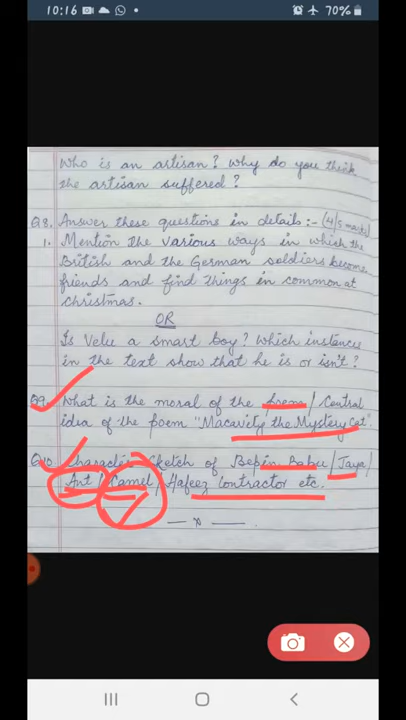 10:16
70%
Who is an artisan? Why do you think
the artisan suffered?
Q8. Answer these questions in details:- (4/5 marks)
1. Mention the various ways in which the
British and the German soldiers become
friends and find things in common at
Christmas.
OR
Is Velu a smart boy? Which instance
in the text show that he is or isn't?
Q9. What is the moral of the poem/Central
idea of the poem "Macavity the Mystery Cat".
Q10. Character Sketch of Bepin Babu/Jaya/
Ant/Camel/Hafeez Contractor etc.
— x —